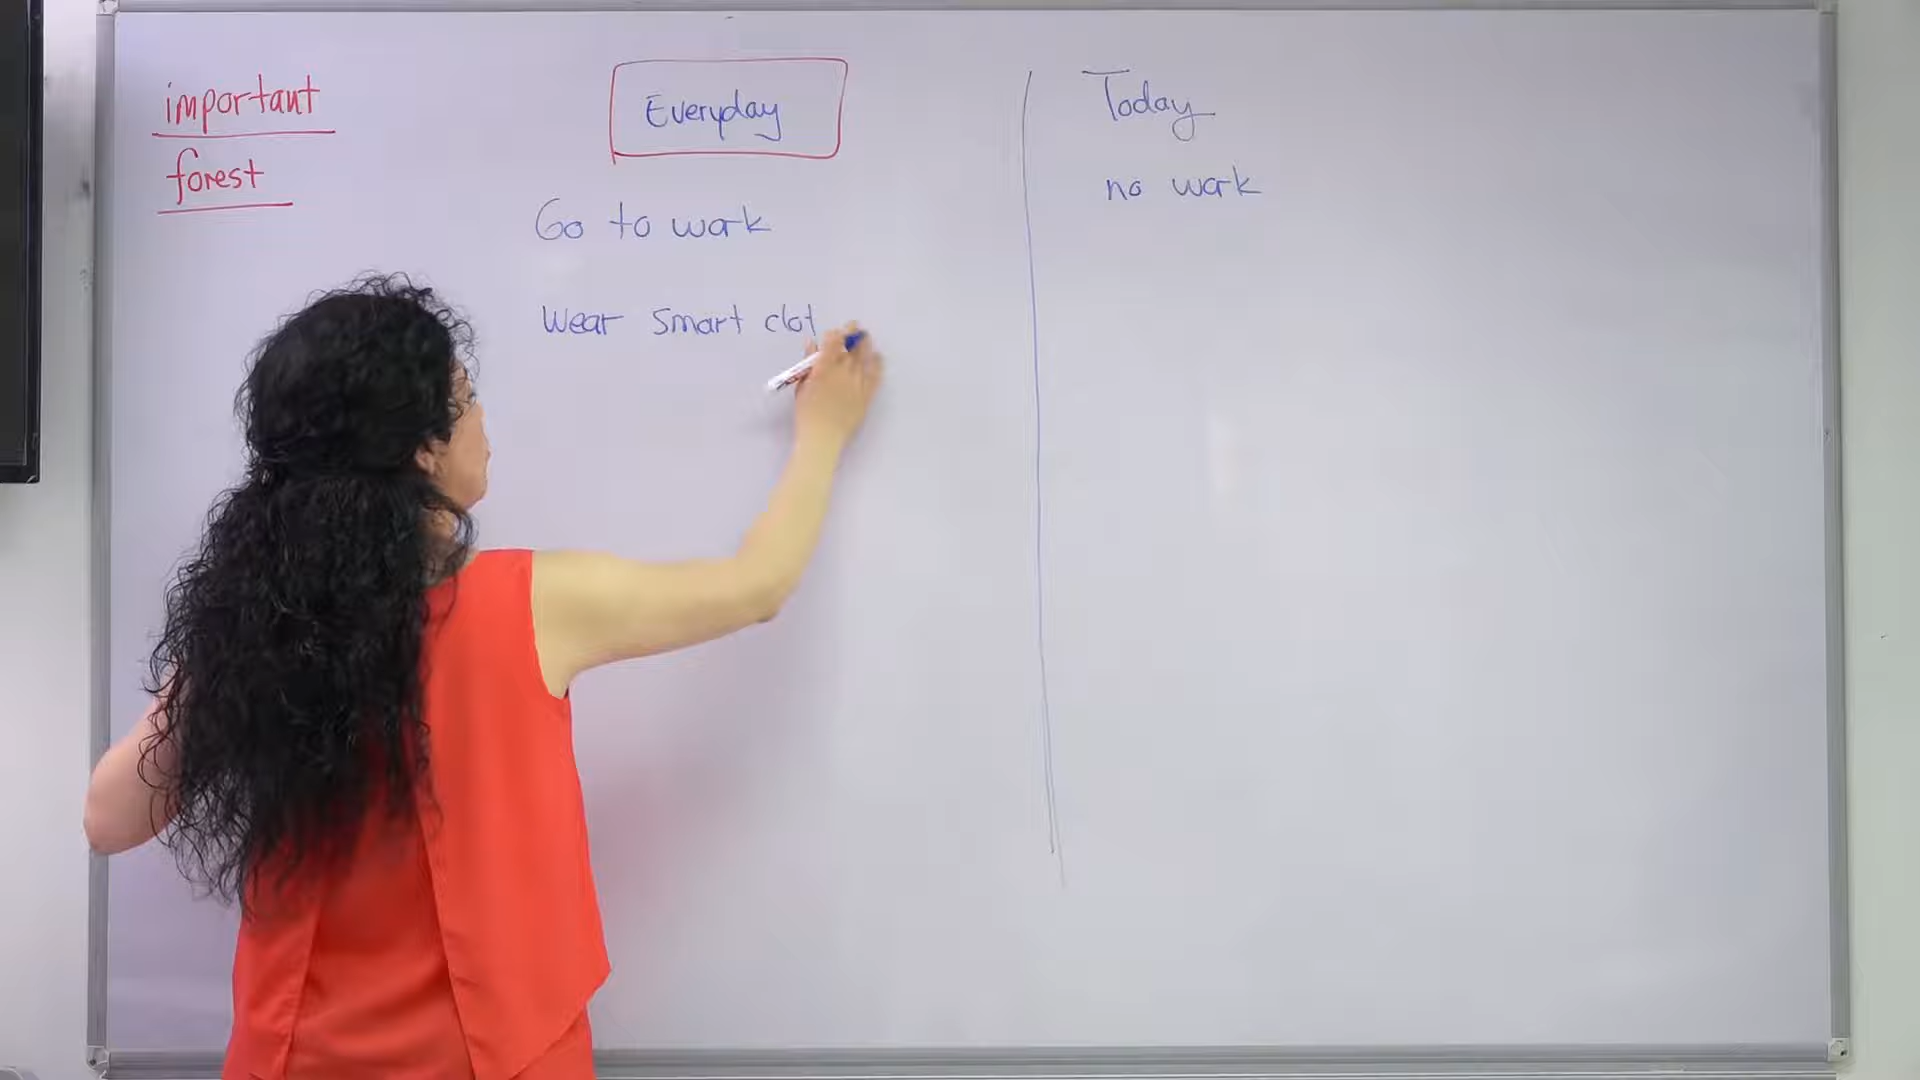 important
forest
Everyday
Go to work
Wear smart clot
Today
no work